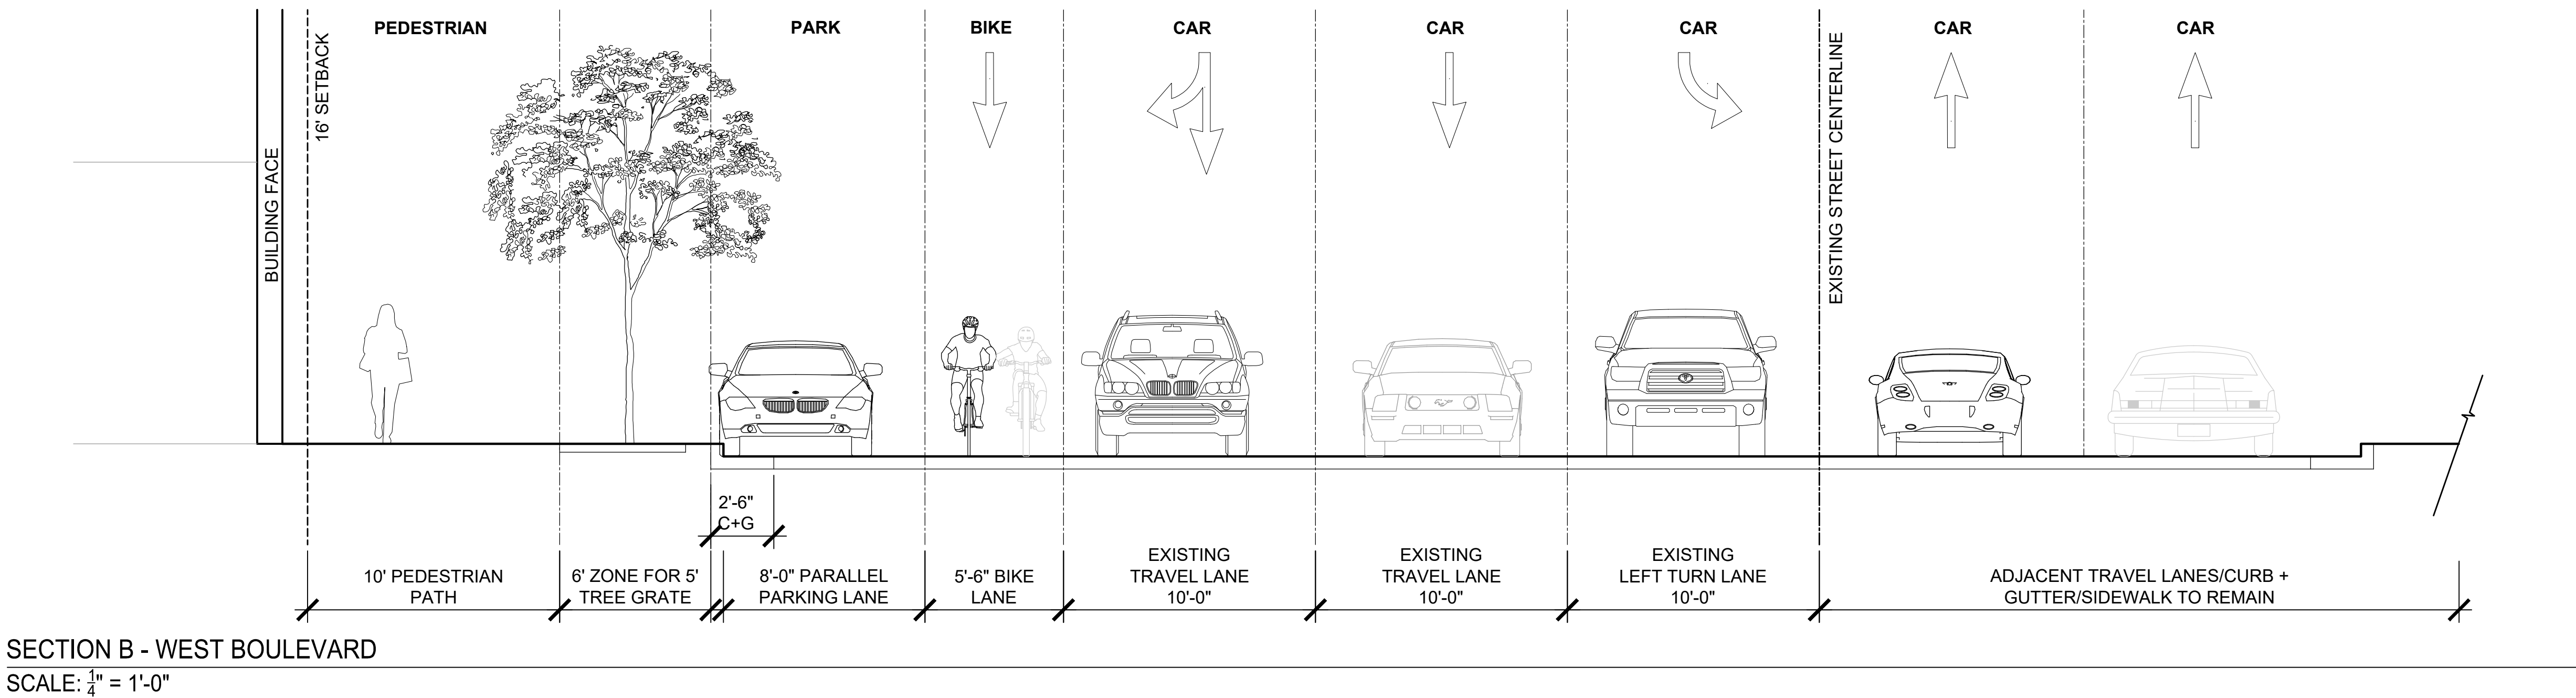 PEDESTRIAN
PARK
BIKE
CAR
CAR
CAR
CAR
CAR
BUILDING FACE
16' SETBACK
EXISTING STREET CENTERLINE
2'-6"
C+G
10' PEDESTRIAN
PATH
6' ZONE FOR 5'
TREE GRATE
8'-0" PARALLEL
PARKING LANE
5'-6" BIKE
LANE
EXISTING
TRAVEL LANE
10'-0"
EXISTING
TRAVEL LANE
10'-0"
EXISTING
LEFT TURN LANE
10'-0"
ADJACENT TRAVEL LANES/CURB +
GUTTER/SIDEWALK TO REMAIN
SECTION B - WEST BOULEVARD
SCALE: 1/4" = 1'-0"